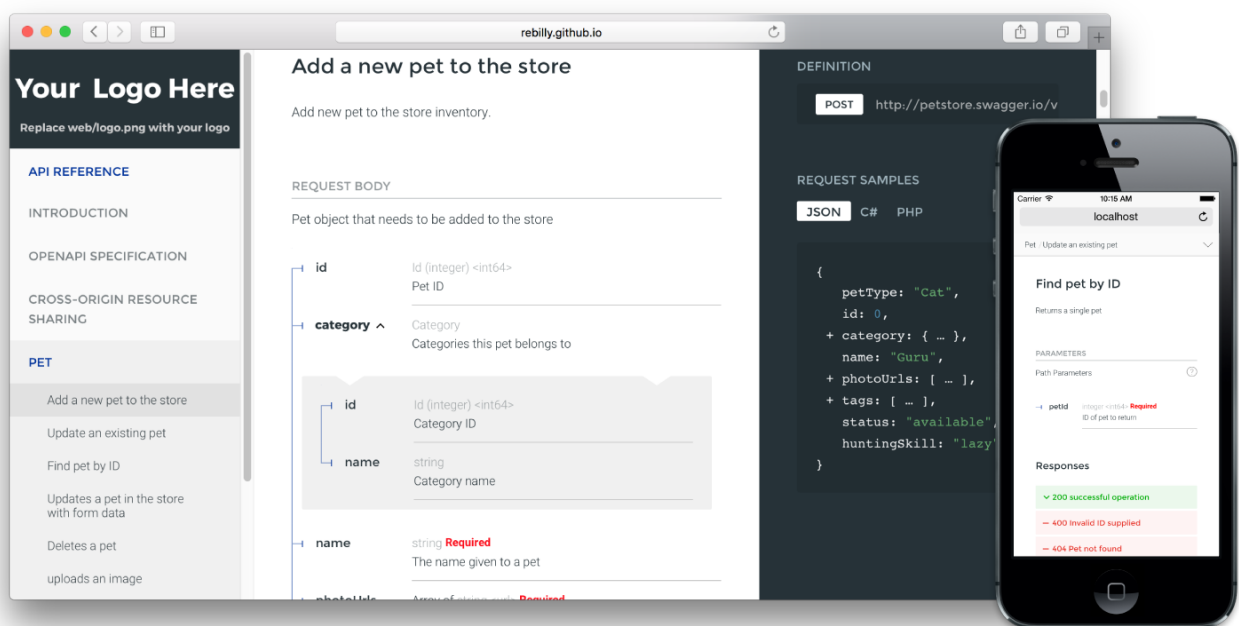 rebilly.github.io
Your Logo Here
Replace web/logo.png with your logo
API REFERENCE
INTRODUCTION
OPENAPI SPECIFICATION
CROSS-ORIGIN RESOURCE
SHARING
PET
Add a new pet to the store
Update an existing pet
Find pet by ID
Updates a pet in the store
with form data
Deletes a pet
uploads an image
Add a new pet to the store
Add new pet to the store inventory.
REQUEST BODY
Pet object that needs to be added to the store
id Id (integer) <int64>
Pet ID
category Category
Categories this pet belongs to
id Id (integer) <int64>
Category ID
name string
Category name
name string Required
The name given to a pet
photoUrls Array of string <url> Required
DEFINITION
POST http://petstore.swagger.io/v
REQUEST SAMPLES
JSON C# PHP
{
petType: "Cat",
id: 0,
+ category: { … },
name: "Guru",
+ photoUrls: [ … ],
+ tags: [ … ],
status: "available",
huntingSkill: "lazy"
}
Carrier 10:15 AM
localhost
Pet Update an existing pet
Find pet by ID
Returns a single pet
PARAMETERS
Path Parameters ?
petId integer <int64> Required
ID of pet to return
Responses
200 successful operation
400 Invalid ID supplied
404 Pet not found